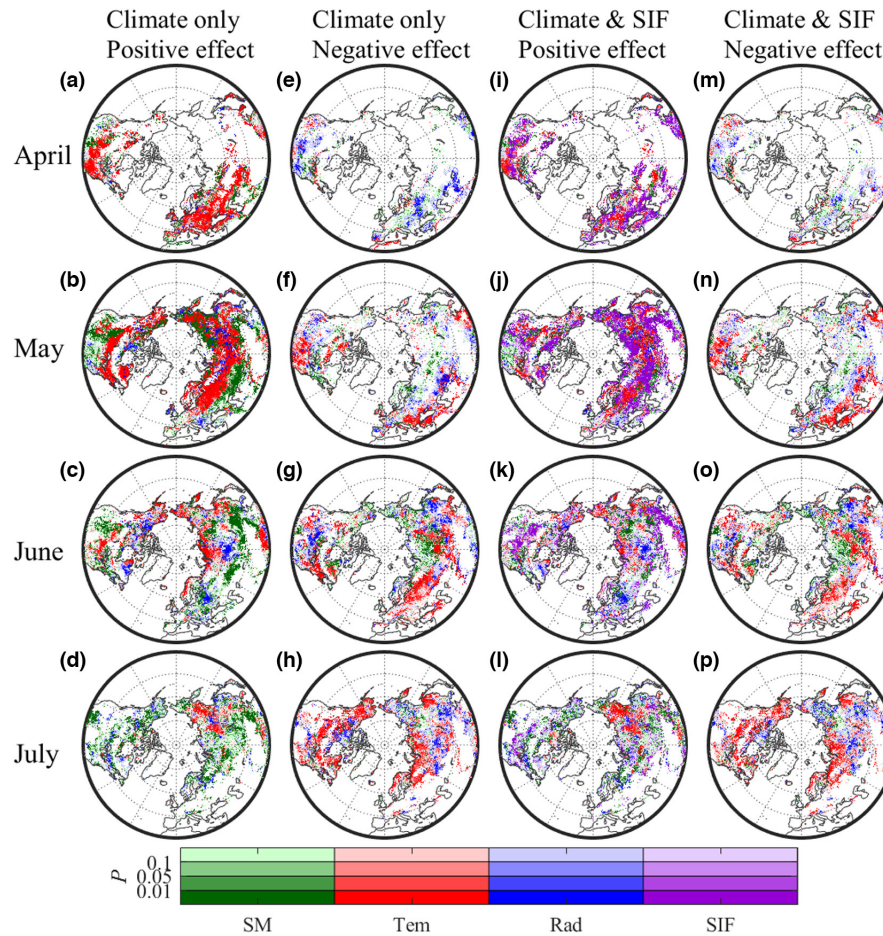 Climate only Positive effect
Climate only Negative effect
Climate & SIF Positive effect
Climate & SIF Negative effect
April
(a)
(e)
(i)
(m)
May
(b)
(f)
(j)
(n)
June
(c)
(g)
(k)
(o)
July
(d)
(h)
(l)
(p)
P
0.1
0.05
0.01
SM
Tem
Rad
SIF